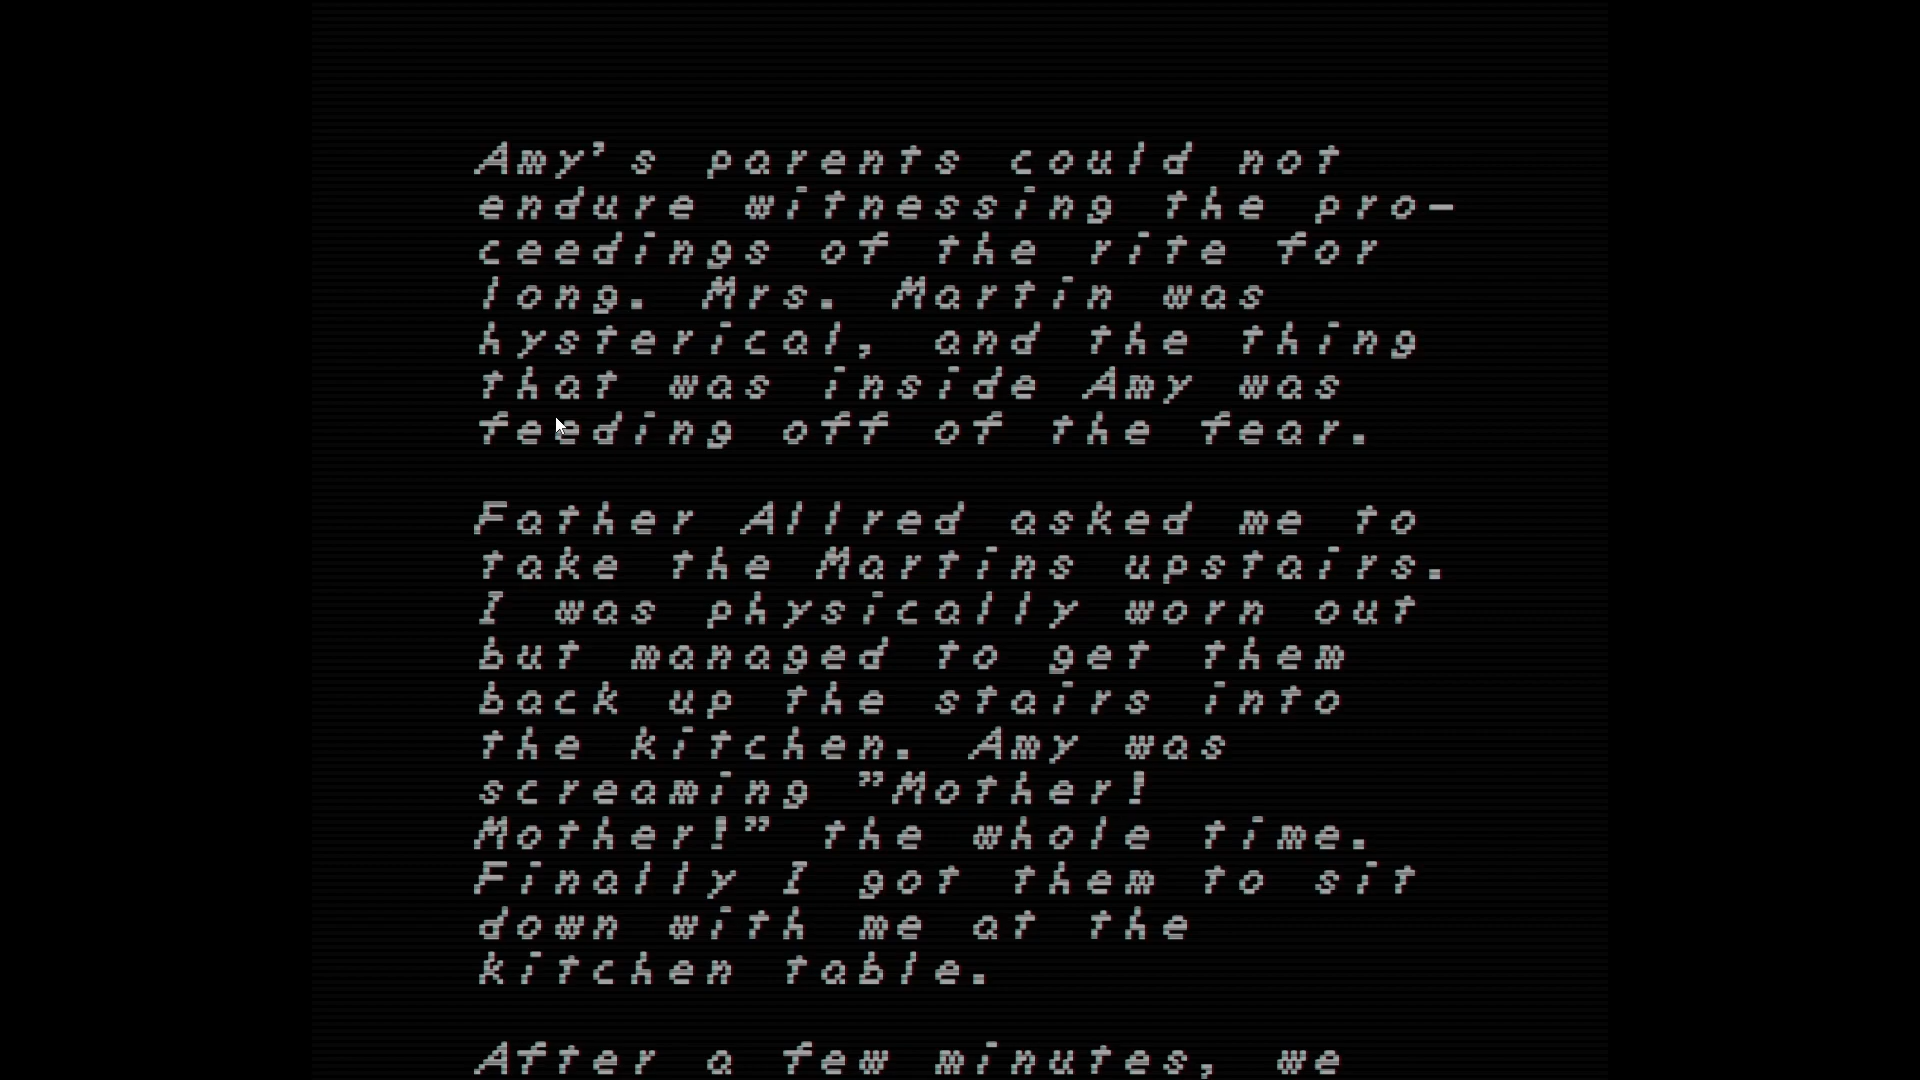 Amy's parents could not
endure witnessing the pro-
ceedings of the rite for
long. Mrs. Martin was
hysterical, and the thing
that was inside Amy was
feeding off of the fear.
Father Allred asked me to
take the Martins upstairs.
I was physically worn out
but managed to get them
back up the stairs into
the kitchen. Amy was
screaming "Mother!
Mother!" the whole time.
Finally I got them to sit
down with me at the
kitchen table.
After a few minutes, we